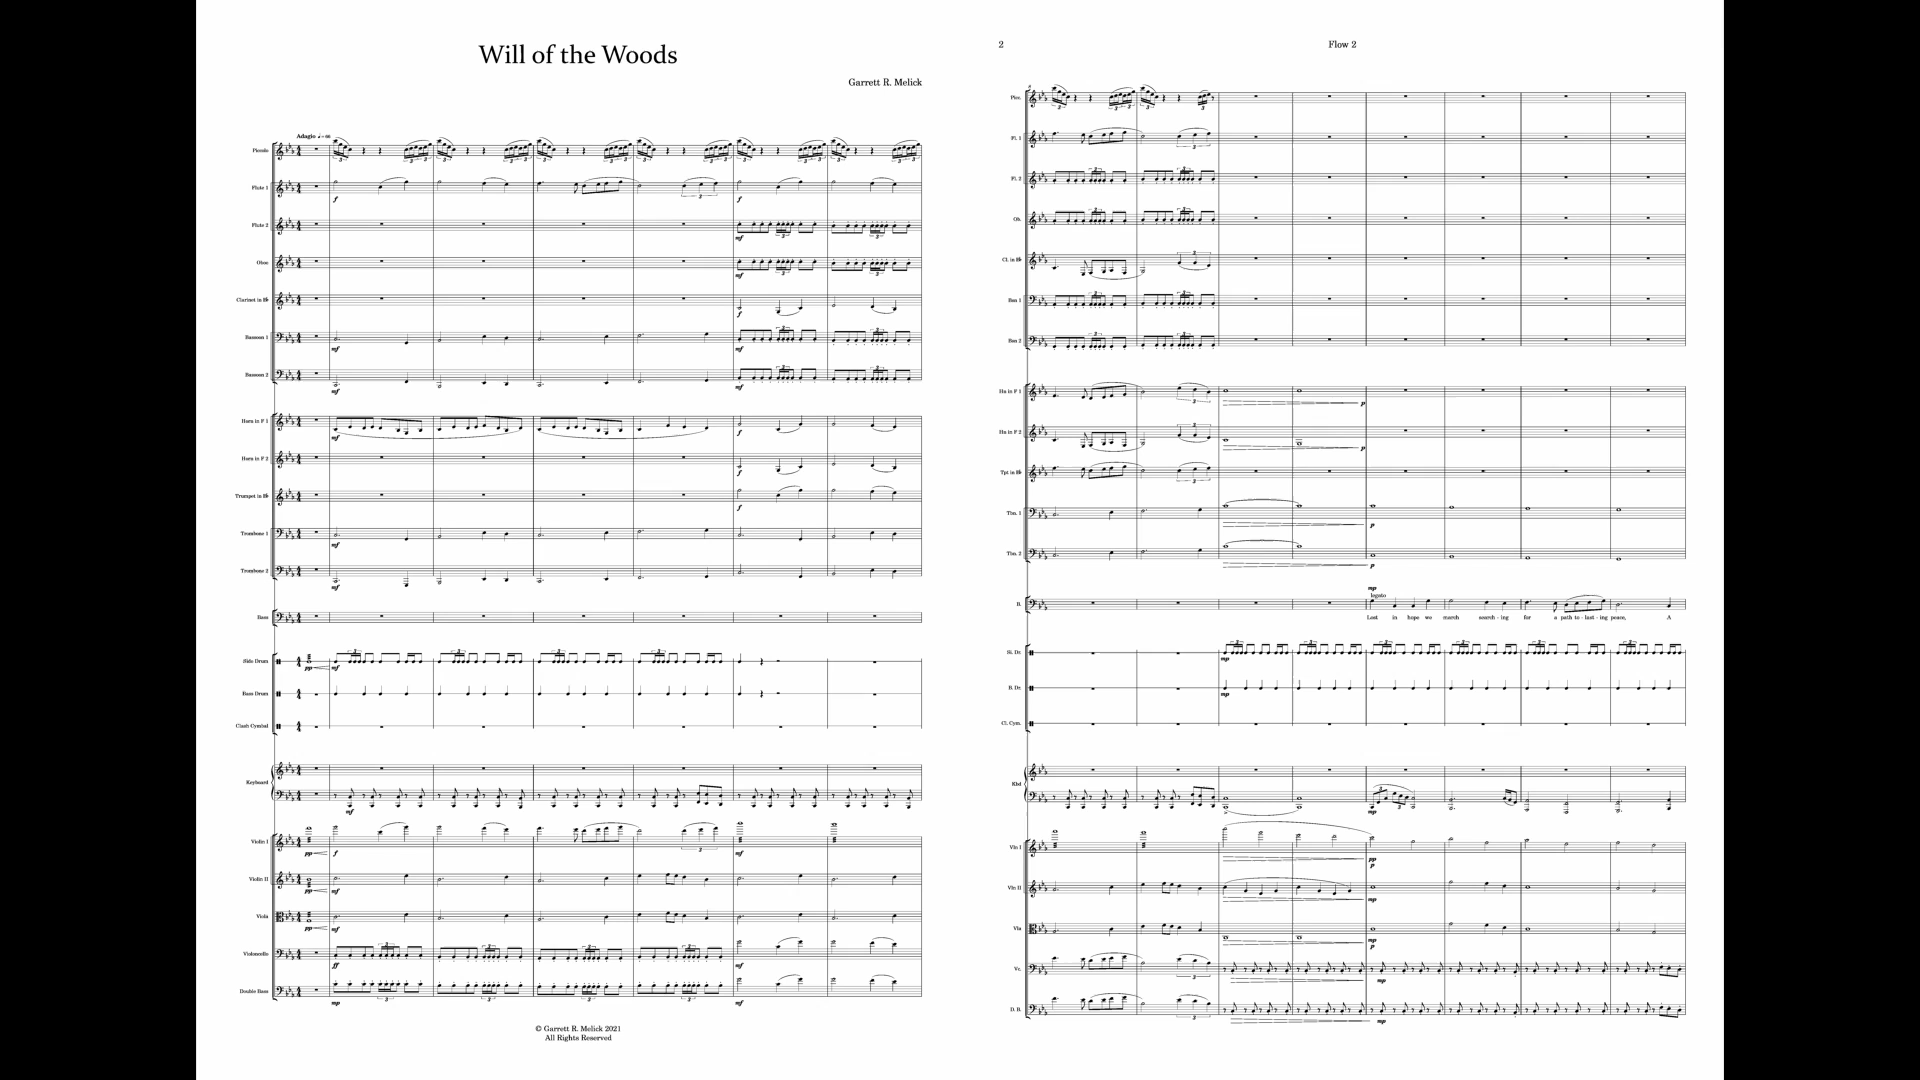 Will of the Woods
Garrett R. Melick
Adagio ♩= 66
Piccolo
Flute 1
Flute 2
Oboe
Clarinet in B♭
Bassoon 1
Bassoon 2
Horn in F 1
Horn in F 2
Trumpet in B♭
Trombone 1
Trombone 2
Bass
Side Drum
Bass Drum
Clash Cymbal
Keyboard
Violin I
Violin II
Viola
Violoncello
Double Bass
© Garrett R. Melick 2021
All Rights Reserved
2
Flow 2
Picc.
Fl. 1
Fl. 2
Ob.
Cl. in B♭
Bsn 1
Bsn 2
Hn in F 1
Hn in F 2
Tpt in B♭
Tbn. 1
Tbn. 2
mp
legato
B.
Lost in hope we march search - ing for a path to - last - ing peace, A
Si. Dr.
B. Dr.
Cl. Cym.
Kbd
Vln I
Vln II
Vla
Vc.
D. B.